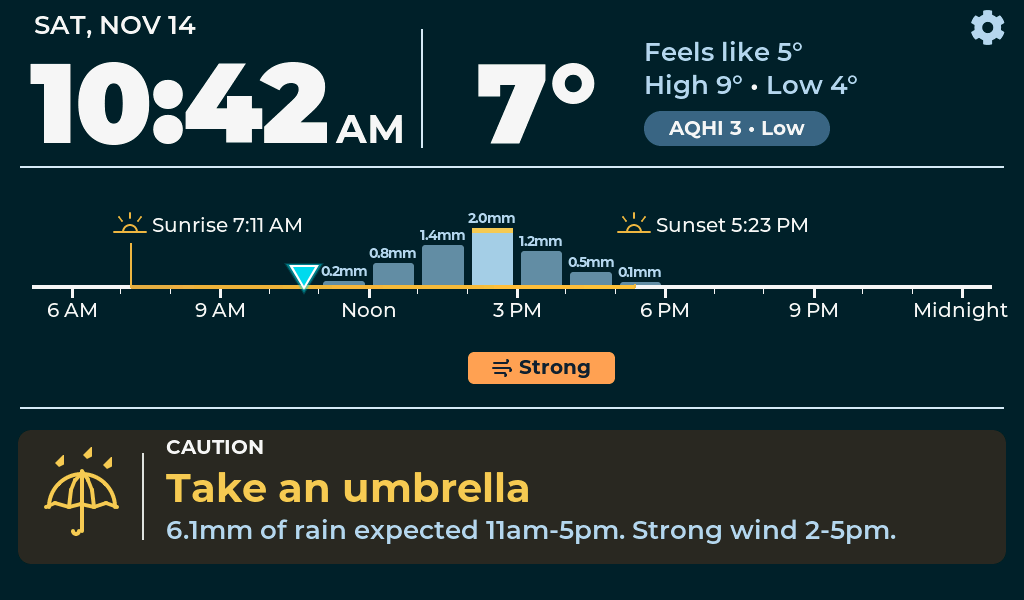 SAT, NOV 14
10:42 AM
7°
Feels like 5°
High 9° • Low 4°
AQHI 3 • Low
Sunrise 7:11 AM
0.2mm
0.8mm
1.4mm
2.0mm
1.2mm
0.5mm
0.1mm
Sunset 5:23 PM
6 AM
9 AM
Noon
3 PM
6 PM
9 PM
Midnight
Strong
CAUTION
Take an umbrella
6.1mm of rain expected 11am-5pm. Strong wind 2-5pm.